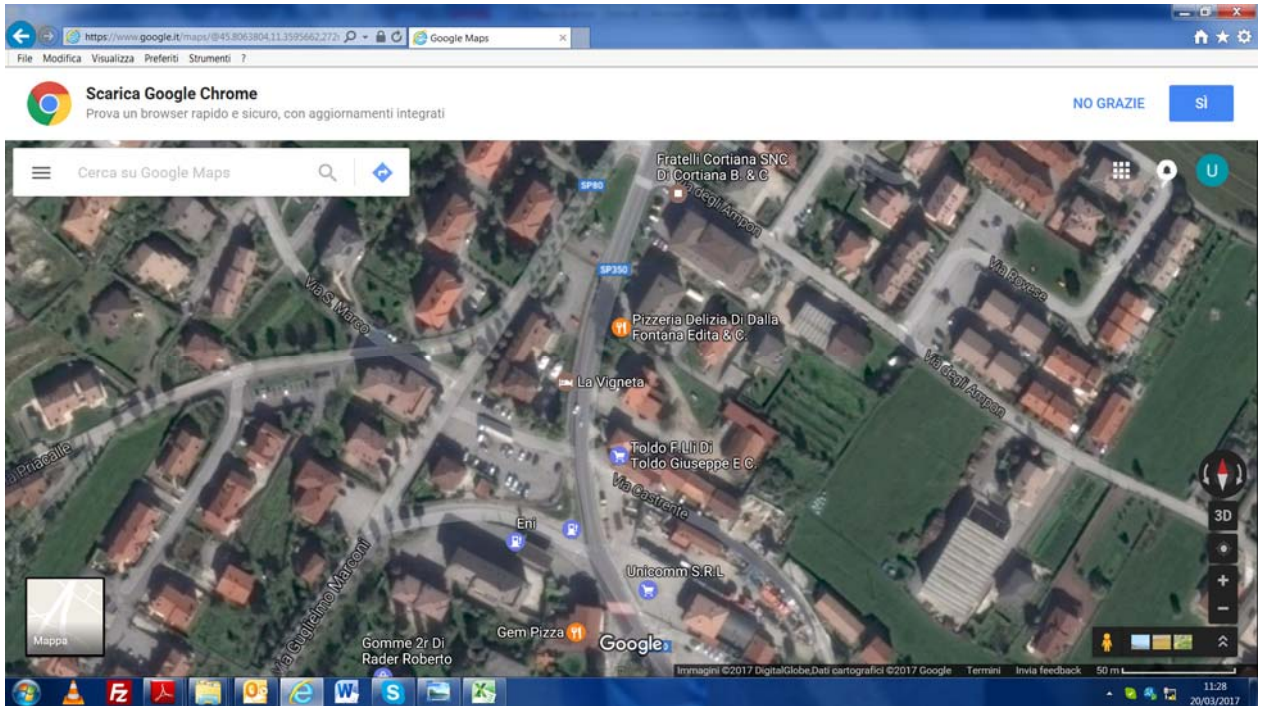 https://www.google.it/maps/@45.8063804,11.3595662,272
Google Maps
File Modifica Visualizza Preferiti Strumenti ?
Scarica Google Chrome
Prova un browser rapido e sicuro, con aggiornamenti integrati
NO GRAZIE
SÌ
Cerca su Google Maps
U
Fratelli Cortiana SNC
Di Cortiana B. & C
SP80
Via degli Ampon
SP350
Via Rovese
Via S. Marco
Pizzeria Delizia Di Dalla
Fontana Edita & C.
Via degli Ampon
La Vigneta
Toldo F.Lli Di
Toldo Giuseppe E C.
Priacalle
Via Castrente
3D
Eni
Via Guglielmo Marconi
Unicomm S.R.L
Mappa
Gem Pizza
Gomme 2r Di
Rader Roberto
Google
Immagini ©2017 DigitalGlobe,Dati cartografici ©2017 Google Termini Invia feedback 50 m
11:28
20/03/2017